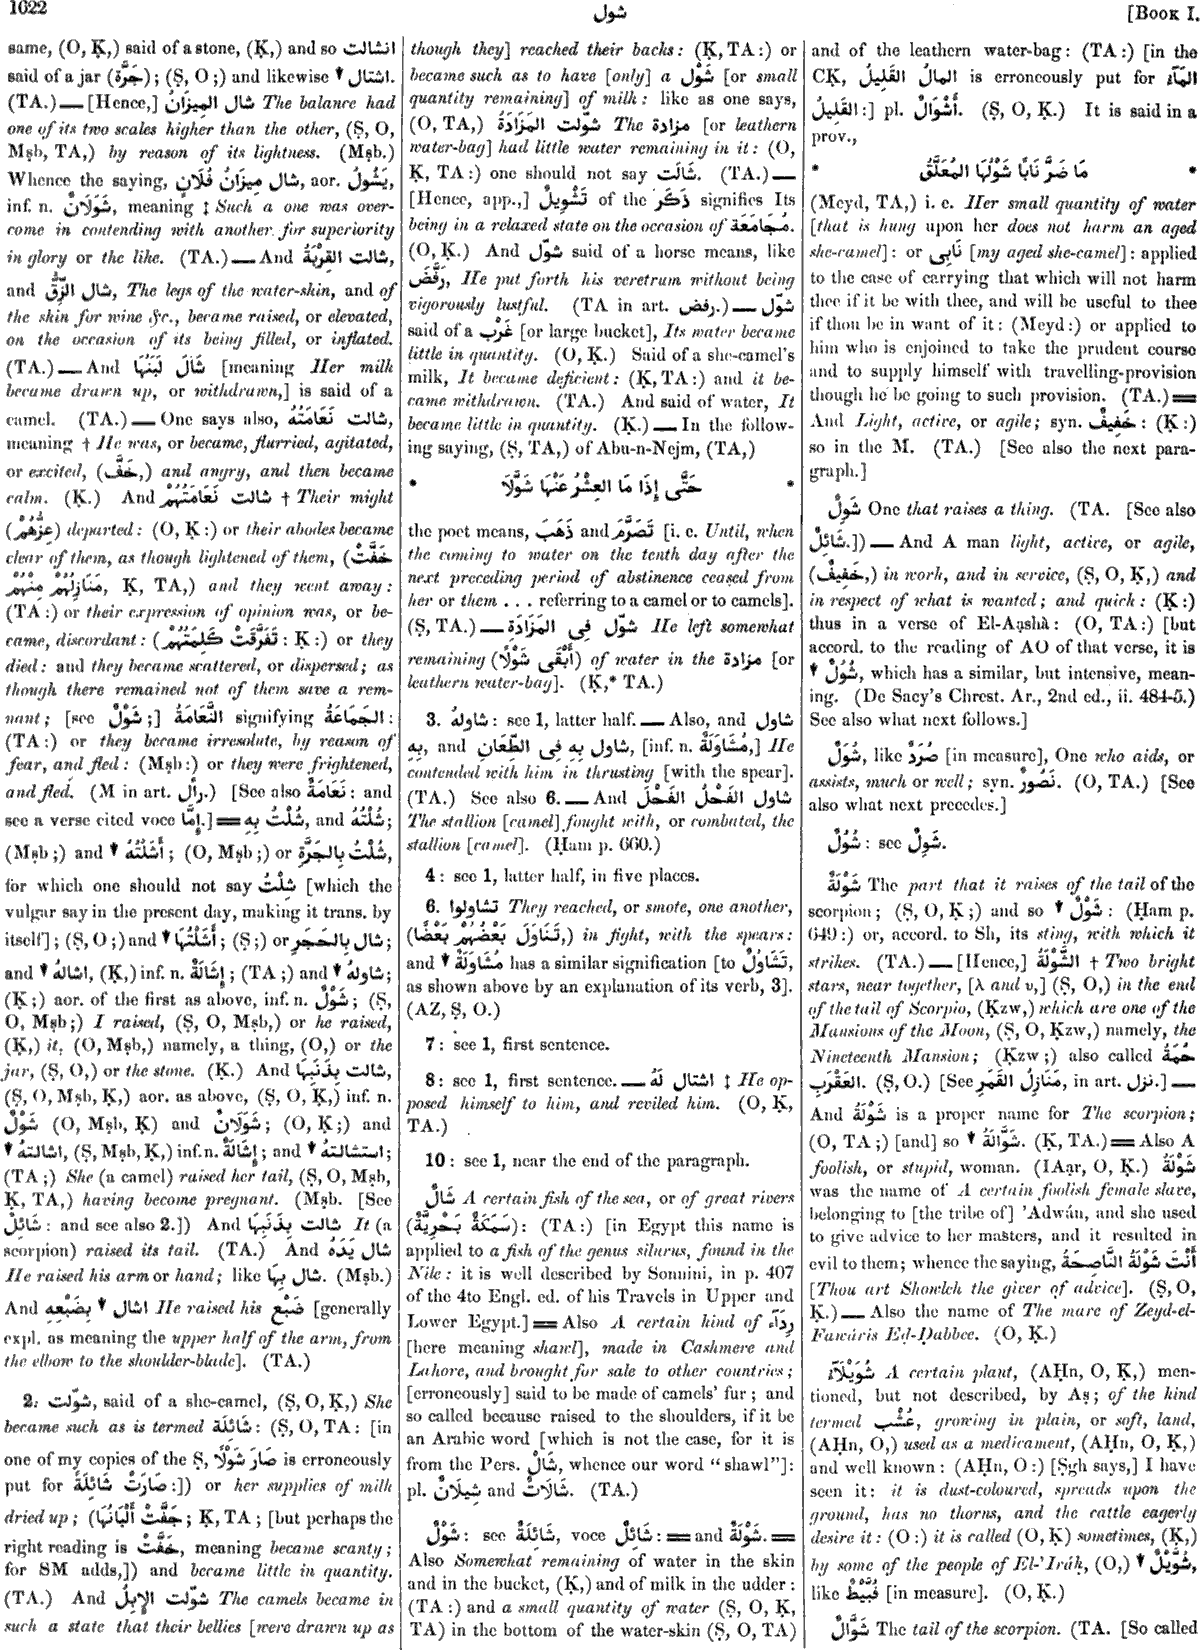 1622
شول
[Book I.
same, (O, Ḳ,) said of a stone, (Ḳ,) and so انشالت
said of a jar (جَرَّة); (Ṣ, O;) and likewise ↓ اشتال.
(TA.) — [Hence,] شال المِيزَانُ The balance had
one of its two scales higher than the other, (Ṣ, O,
Mṣb, TA,) by reason of its lightness. (Mṣb.)
Whence the saying, شال مِيزَانُ فُلَانٍ, aor. يَشُولُ,
inf. n. شَوَلَانٌ, meaning ‡ Such a one was over-
come in contending with another for superiority
in glory or the like. (TA.) — And شالت القِرْبَةُ,
and شال الزِّقُّ, The legs of the water-skin, and of
the skin for wine &c., became raised, or elevated,
on the occasion of its being filled, or inflated.
(TA.) — And شَالَ لَبَنُهَا [meaning Her milk
became drawn up, or withdrawn,] is said of a
camel. (TA.) — One says also, شالت نَعَامَتُهُ,
meaning † He was, or became, flurried, agitated,
or excited, (خَفَّ,) and angry, and then became
calm. (Ḳ.) And شالت نَعَامَتُهُمْ † Their might
(عِزُّهُمْ) departed: (O, Ḳ:) or their abodes became
clear of them, as though lightened of them, (خَفَّتْ
مَنَازِلُهُمْ مِنْهُمْ, Ḳ, TA,) and they went away:
(TA:) or their expression of opinion was, or be-
came, discordant: (تَفَرَّقَتْ كَلِمَتُهُمْ: Ḳ:) or they
died: and they became scattered, or dispersed; as
though there remained not of them save a rem-
nant; [see شَوْلٌ;] النَّعَامَةُ signifying الجَمَاعَةُ:
(TA:) or they became irresolute, by reason of
fear, and fled: (Mṣb:) or they were frightened,
and fled. (M in art. رأل.) [See also نَعَامَةٌ: and
see a verse cited voce إِمَّا.] = شُلْتُ بِهِ, and شُلْتُهُ;
(Mṣb;) and ↓ أَشَلْتُهُ; (O, Mṣb;) or شُلْتُ بِالجَرَّةِ,
for which one should not say شِلْتُ [which the
vulgar say in the present day, making it trans. by
itself]; (Ṣ, O;) and ↓ أَشَلْتُهَا; (Ṣ;) or شال بِالحَجَرِ;
and ↓ اشالهُ, (Ḳ,) inf. n. إِشَالَةٌ; (TA;) and ↓ شاولهُ;
(Ḳ;) aor. of the first as above, inf. n. شَوْلٌ; (Ṣ,
O, Mṣb;) I raised, (Ṣ, O, Mṣb,) or he raised,
(Ḳ,) it, (O, Mṣb,) namely, a thing, (O,) or the
jar, (Ṣ, O,) or the stone. (Ḳ.) And شالت بِذَنَبِهَا,
(Ṣ, O, Mṣb, Ḳ,) aor. as above, (Ṣ, O, Ḳ,) inf. n.
شَوْلٌ (O, Mṣb, Ḳ) and شَوَلَانٌ; (O, Ḳ;) and
↓ اشالتهُ, (Ṣ, Mṣb, Ḳ,) inf. n. إِشَالَةٌ; and ↓ استشالتهُ;
(TA;) She (a camel) raised her tail, (Ṣ, O, Mṣb,
Ḳ, TA,) having become pregnant. (Mṣb. [See
شَائِلٌ: and see also 2.]) And شالت بِذَنَبِهَا It (a
scorpion) raised its tail. (TA.) And شال يَدَهُ
He raised his arm or hand; like شال بِهَا. (Mṣb.)
And اشال ↓ بِضَبْعِهِ He raised his ضَبْع [generally
expl. as meaning the upper half of the arm, from
the elbow to the shoulder-blade]. (TA.)
2. شوّلت, said of a she-camel, (Ṣ, O, Ḳ,) She
became such as is termed شَائِلَة: (Ṣ, O, TA: [in
one of my copies of the Ṣ, صَارَ شَوْلًا is erroneously
put for صَارَتْ شَائِلَةً:]) or her supplies of milk
dried up; (جَفَّتْ أَلْبَانُهَا; Ḳ, TA; [but perhaps the
right reading is خَفَّتْ, meaning became scanty;
for SM adds,]) and became little in quantity.
(TA.) And شوّلت الإِبِلُ The camels became in
such a state that their bellies [were drawn up as
though they] reached their backs: (Ḳ, TA:) or
became such as to have [only] a شَوْل [or small
quantity remaining] of milk: like as one says,
(O, TA,) شوّلت المَزَادَةُ The مزادة [or leathern
water-bag] had little water remaining in it: (O,
Ḳ, TA:) one should not say شَالَت. (TA.) —
[Hence, app.,] تَشْوِيلٌ of the ذَكَر signifies Its
being in a relaxed state on the occasion of مُجَامَعَة.
(O, Ḳ.) And شوّل said of a horse means, like
رَفَّضَ, He put forth his veretrum without being
vigorously lustful. (TA in art. رفض.) — شوّل
said of a غَرْب [or large bucket], Its water became
little in quantity. (O, Ḳ.) Said of a she-camel's
milk, It became deficient: (Ḳ, TA:) and it be-
came withdrawn. (TA.) And said of water, It
became little in quantity. (Ḳ.) — In the follow-
ing saying, (Ṣ, TA,) of Abu-n-Nejm, (TA,)
* حَتَّى إِذَا مَا العِشْرُ عَنْهَا شَوَّلَا *
the poet means, ذَهَبَ and تَصَرَّمَ [i. e. Until, when
the coming to water on the tenth day after the
next preceding period of abstinence ceased from
her or them . . . referring to a camel or to camels].
(Ṣ, TA.) — شوّل فِى المَزَادَةِ He left somewhat
remaining (أَبْقَى شَوْلًا) of water in the مزادة [or
leathern water-bag]. (Ḳ,* TA.)
3. شاولهُ: see 1, latter half. — Also, and شاول
بِهِ, and شاول بِهِ فِى الطِّعَانِ, [inf. n. مُشَاوَلَةٌ,] He
contended with him in thrusting [with the spear].
(TA.) See also 6. — And شاول الفَحْلُ الفَحْلَ
The stallion [camel] fought with, or combated, the
stallion [camel]. (Ḥam p. 660.)
4: see 1, latter half, in five places.
6. تشاولوا They reached, or smote, one another,
(تَنَاوَلَ بَعْضُهُمْ بَعْضًا,) in fight, with the spears:
and ↓ مُشَاوَلَةٌ has a similar signification [to تَشَاوُلٌ,
as shown above by an explanation of its verb, 3].
(AZ, Ṣ, O.)
7: see 1, first sentence.
8: see 1, first sentence. — اشتال لَهُ ‡ He op-
posed himself to him, and reviled him. (O, Ḳ,
TA.)
10: see 1, near the end of the paragraph.
شَالٌ A certain fish of the sea, or of great rivers
(سَمَكَةٌ بَحْرِيَّةٌ): (TA:) [in Egypt this name is
applied to a fish of the genus silurus, found in the
Nile: it is well described by Sonnini, in p. 407
of the 4to Engl. ed. of his Travels in Upper and
Lower Egypt.] = Also A certain kind of رِدَآء
[here meaning shawl], made in Cashmere and
Lahore, and brought for sale to other countries;
[erroneously] said to be made of camels' fur; and
so called because raised to the shoulders, if it be
an Arabic word [which is not the case, for it is
from the Pers. شَالْ, whence our word "shawl"]:
pl. شَالَاتٌ and شِيلَانٌ. (TA.)
شَوْلٌ: see شَائِلَةٌ, voce شَائِلٌ: = and شَوْلَةٌ. =
Also Somewhat remaining of water in the skin
and in the bucket, (Ḳ,) and of milk in the udder:
(TA:) and a small quantity of water (Ṣ, O, Ḳ,
TA) in the bottom of the water-skin (Ṣ, O, TA)
and of the leathern water-bag: (TA:) [in the
CḲ, المالُ القَلِيلُ is erroneously put for المَآءُ
القَلِيلُ:] pl. أَشْوَالٌ. (Ṣ, O, Ḳ.) It is said in a
prov.,
* مَا ضَرَّ نَابًا شَوْلُهَا المُعَلَّقُ *
(Meyd, TA,) i. e. Her small quantity of water
[that is hung upon her does not harm an aged
she-camel]: or نَابِى [my aged she-camel]: applied
to the case of carrying that which will not harm
thee if it be with thee, and will be useful to thee
if thou be in want of it: (Meyd:) or applied to
him who is enjoined to take the prudent course
and to supply himself with travelling-provision
though he be going to such provision. (TA.) =
And Light, active, or agile; syn. خَفِيفٌ: (Ḳ:)
so in the M. (TA.) [See also the next para-
graph.]
شَوِلٌ One that raises a thing. (TA. [See also
شَائِلٌ.]) — And A man light, active, or agile,
(خَفِيفٌ,) in work, and in service, (Ṣ, O, Ḳ,) and
in respect of what is wanted; and quick: (Ḳ:)
thus in a verse of El-Aạshà: (O, TA:) [but
accord. to the reading of AO of that verse, it is
↓ شُوُلٌ, which has a similar, but intensive, mean-
ing. (De Sacy's Chrest. Ar., 2nd ed., ii. 484-5.)
See also what next follows.]
شُوَلٌ, like صُرَدٌ [in measure], One who aids, or
assists, much or well; syn. نَصُورٌ. (O, TA.) [See
also what next precedes.]
شُوُلٌ: see شَوِلٌ.
شَوْلَةٌ The part that it raises of the tail of the
scorpion; (Ṣ, O, Ḳ;) and so ↓ شَوْلٌ: (Ḥam p.
649:) or, accord. to Sh, its sting, with which it
strikes. (TA.) — [Hence,] الشَّوْلَةُ † Two bright
stars, near together, [λ and υ,] (Ṣ, O,) in the end
of the tail of Scorpio, (Ḳzw,) which are one of the
Mansions of the Moon, (Ṣ, O, Ḳzw,) namely, the
Nineteenth Mansion; (Ḳzw;) also called حُمَةُ
العَقْرَبِ. (Ṣ, O.) [See مَنَازِلُ القَمَرِ, in art. نزل.] —
And شَوْلَةُ is a proper name for The scorpion;
(O, TA;) [and] so ↓ شَوَّالَةُ. (Ḳ, TA.) = Also A
foolish, or stupid, woman. (IAạr, O, Ḳ.) شَوْلَةُ
was the name of A certain foolish female slave,
belonging to [the tribe of] 'Adwán, and she used
to give advice to her masters, and it resulted in
evil to them; whence the saying, أَنْتَ شَوْلَةُ النَّاصِحَةُ
[Thou art Showleh the giver of advice]. (Ṣ, O,
Ḳ.) — Also the name of The mare of Zeyd-el-
Fawáris Eḍ-Ḍabbee. (O, Ḳ.)
شُوَيْلَآءُ A certain plant, (AḤn, O, Ḳ,) men-
tioned, but not described, by Aṣ; of the kind
termed عُشْب, growing in plain, or soft, land,
(AḤn, O,) used as a medicament, (AḤn, O, Ḳ,)
and well known: (AḤn, O:) [Ṣgh says,] I have
seen it: it is dust-coloured, spreads upon the
ground, has no thorns, and the cattle eagerly
desire it: (O:) it is called (O, Ḳ) sometimes, (Ḳ,)
by some of the people of El-'Iráḳ, (O,) ↓ شُوَّيْلٌ,
like قُبَّيْطٌ [in measure]. (O, Ḳ.)
شَوَّالٌ The tail of the scorpion. (TA. [So called